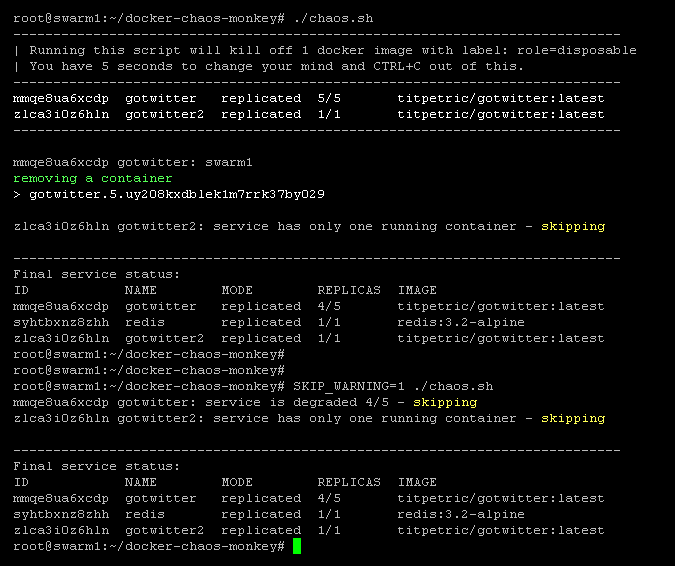 root@swarm1:~/docker-chaos-monkey# ./chaos.sh
---------------------------------------------------------------------------
| Running this script will kill off 1 docker image with label: role=disposable
| You have 5 seconds to change your mind and CTRL+C out of this.
---------------------------------------------------------------------------
mmqe8ua6xcdp  gotwitter   replicated  5/5       titpetric/gotwitter:latest
zlca3i0z6hln  gotwitter2  replicated  1/1       titpetric/gotwitter:latest
---------------------------------------------------------------------------
mmqe8ua6xcdp gotwitter: swarm1
removing a container
> gotwitter.5.uy208kxdblek1m7rrk37by029
zlca3i0z6hln gotwitter2: service has only one running container - skipping
---------------------------------------------------------------------------
Final service status:
ID            NAME        MODE        REPLICAS  IMAGE
mmqe8ua6xcdp  gotwitter   replicated  4/5       titpetric/gotwitter:latest
syhtbxnz8zhh  redis       replicated  1/1       redis:3.2-alpine
zlca3i0z6hln  gotwitter2  replicated  1/1       titpetric/gotwitter:latest
root@swarm1:~/docker-chaos-monkey#
root@swarm1:~/docker-chaos-monkey#
root@swarm1:~/docker-chaos-monkey# SKIP_WARNING=1 ./chaos.sh
mmqe8ua6xcdp gotwitter: service is degraded 4/5 - skipping
zlca3i0z6hln gotwitter2: service has only one running container - skipping
---------------------------------------------------------------------------
Final service status:
ID            NAME        MODE        REPLICAS  IMAGE
mmqe8ua6xcdp  gotwitter   replicated  4/5       titpetric/gotwitter:latest
syhtbxnz8zhh  redis       replicated  1/1       redis:3.2-alpine
zlca3i0z6hln  gotwitter2  replicated  1/1       titpetric/gotwitter:latest
root@swarm1:~/docker-chaos-monkey#